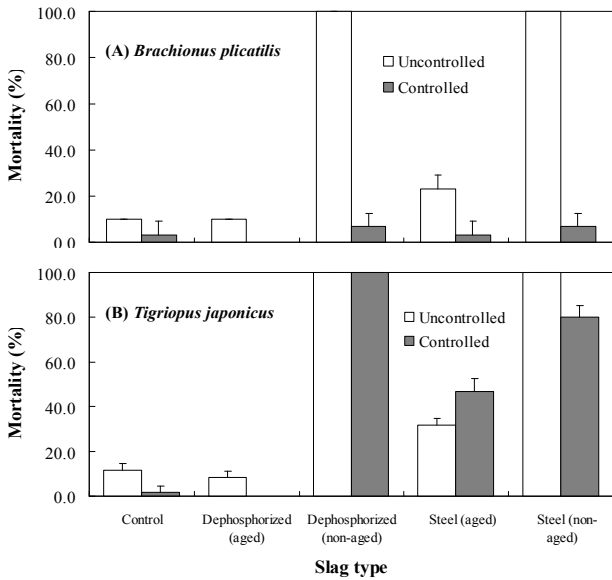 100.0
(A) Brachionus plicatilis
80.0
Uncontrolled
Controlled
60.0
40.0
20.0
0.0
Mortality (%)
100.0
(B) Tigriopus japonicus
80.0
Uncontrolled
Controlled
60.0
40.0
20.0
0.0
Mortality (%)
Control
Dephosphorized
(aged)
Dephosphorized
(non-aged)
Steel (aged)
Steel (non-
aged)
Slag type